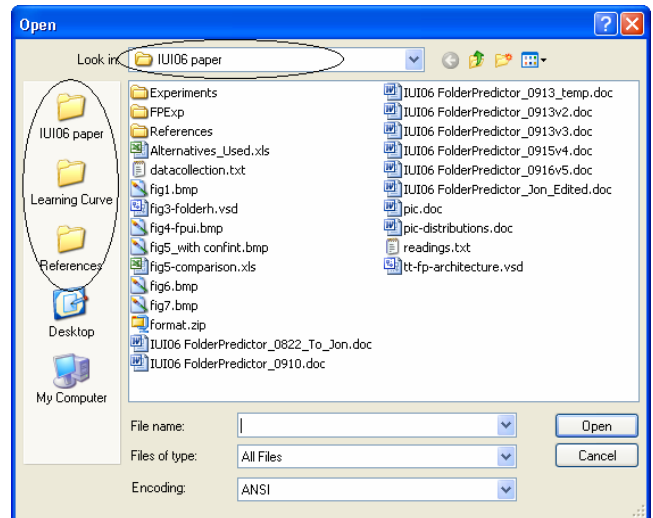 Open
Look in:
IUI06 paper
IUI06 paper
Learning Curve
References
Desktop
My Computer
Experiments
FPExp
References
Alternatives_Used.xls
datacollection.txt
fig1.bmp
fig3-folderh.vsd
fig4-fpui.bmp
fig5_with confint.bmp
fig5-comparison.xls
fig6.bmp
fig7.bmp
format.zip
IUI06 FolderPredictor_0822_To_Jon.doc
IUI06 FolderPredictor_0910.doc
IUI06 FolderPredictor_0913_temp.doc
IUI06 FolderPredictor_0913v2.doc
IUI06 FolderPredictor_0913v3.doc
IUI06 FolderPredictor_0915v4.doc
IUI06 FolderPredictor_0916v5.doc
IUI06 FolderPredictor_Jon_Edited.doc
pic.doc
pic-distributions.doc
readings.txt
tt-fp-architecture.vsd
File name:
Open
Files of type:
All Files
Cancel
Encoding:
ANSI